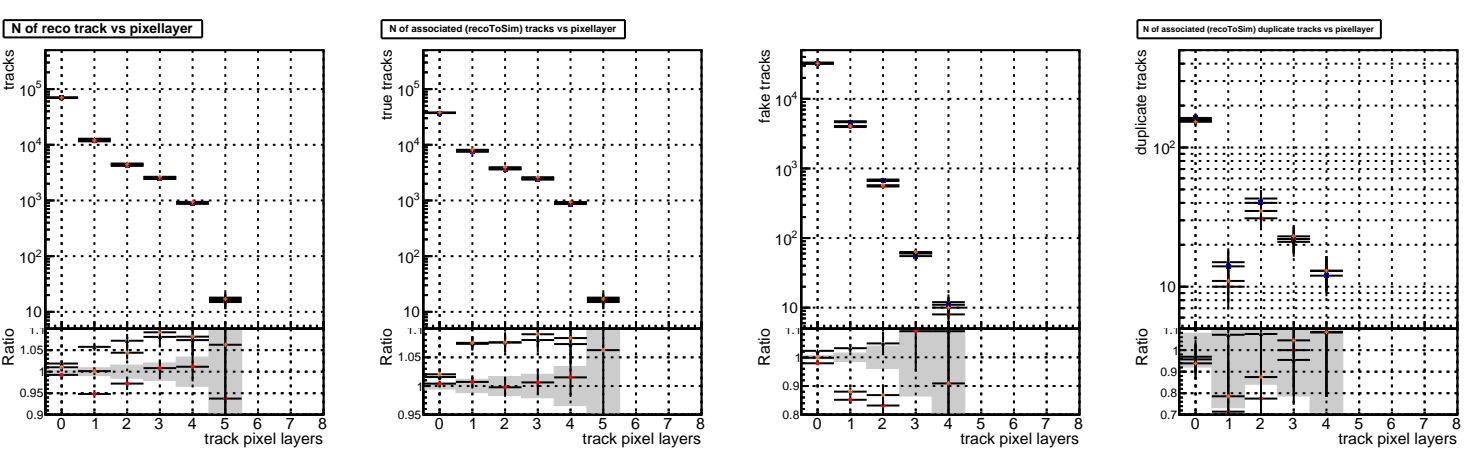 N of reco track vs pixellayer
tracks
10^5
10^4
10^3
10^2
10
Ratio
1.1
1.05
1
0.95
0.9
0 1 2 3 4 5 6 7 8
track pixel layers
N of associated (recoToSim) tracks vs pixellayer
true tracks
10^5
10^4
10^3
10^2
10
Ratio
1.05
1
0.95
0 1 2 3 4 5 6 7 8
track pixel layers
fake tracks
10^4
10^3
10^2
10
Ratio
1
0.9
0.8
0 1 2 3 4 5 6 7 8
track pixel layers
N of associated (recoToSim) duplicate tracks vs pixellayer
duplicate tracks
10^2
10
Ratio
1
0.9
0.8
0.7
0 1 2 3 4 5 6 7 8
track pixel layers